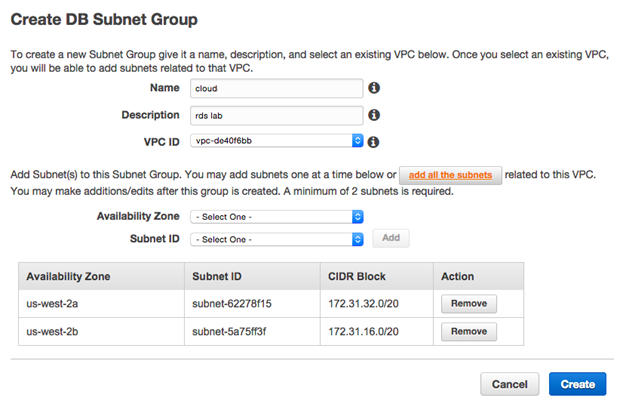 Create DB Subnet Group
To create a new Subnet Group give it a name, description, and select an existing VPC below. Once you select an existing VPC,
you will be able to add subnets related to that VPC.
Name cloud
Description rds lab
VPC ID vpc-de40f6bb
Add Subnet(s) to this Subnet Group. You may add subnets one at a time below or add all the subnets related to this VPC.
You may make additions/edits after this group is created. A minimum of 2 subnets is required.
Availability Zone - Select One -
Subnet ID - Select One - Add
Availability Zone Subnet ID CIDR Block Action
us-west-2a subnet-62278f15 172.31.32.0/20 Remove
us-west-2b subnet-5a75ff3f 172.31.16.0/20 Remove
Cancel Create